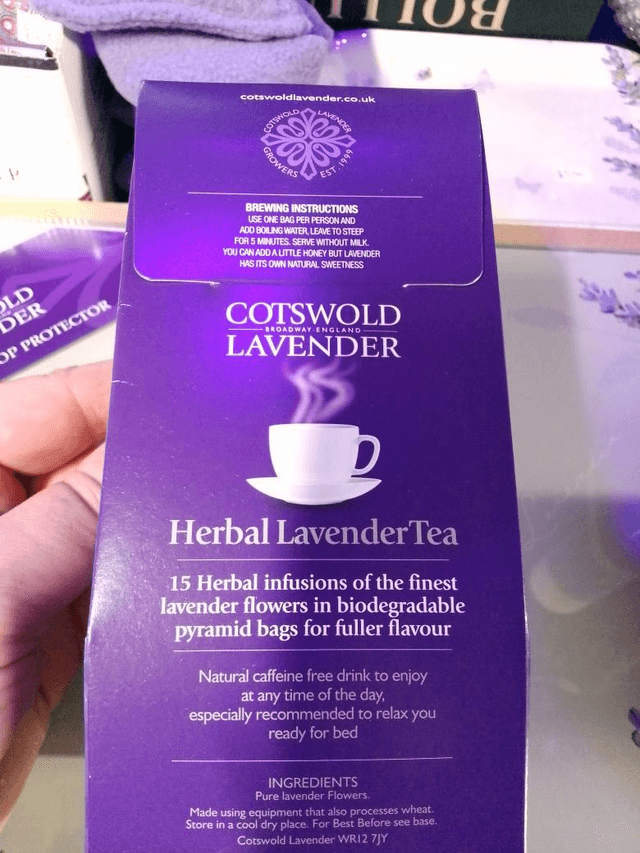 cotswoldlavender.co.uk
COTSWOLD LAVENDER
GROWERS EST. 1999
BREWING INSTRUCTIONS
USE ONE BAG PER PERSON AND
ADD BOILING WATER, LEAVE TO STEEP
FOR 5 MINUTES. SERVE WITHOUT MILK.
YOU CAN ADD A LITTLE HONEY BUT LAVENDER
HAS ITS OWN NATURAL SWEETNESS
COTSWOLD
BROADWAY·ENGLAND
LAVENDER
Herbal Lavender Tea
15 Herbal infusions of the finest
lavender flowers in biodegradable
pyramid bags for fuller flavour
Natural caffeine free drink to enjoy
at any time of the day,
especially recommended to relax you
ready for bed
INGREDIENTS
Pure lavender Flowers.
Made using equipment that also processes wheat.
Store in a cool dry place. For Best Before see base.
Cotswold Lavender WR12 7JY
OLD
DER
OP PROTECTOR